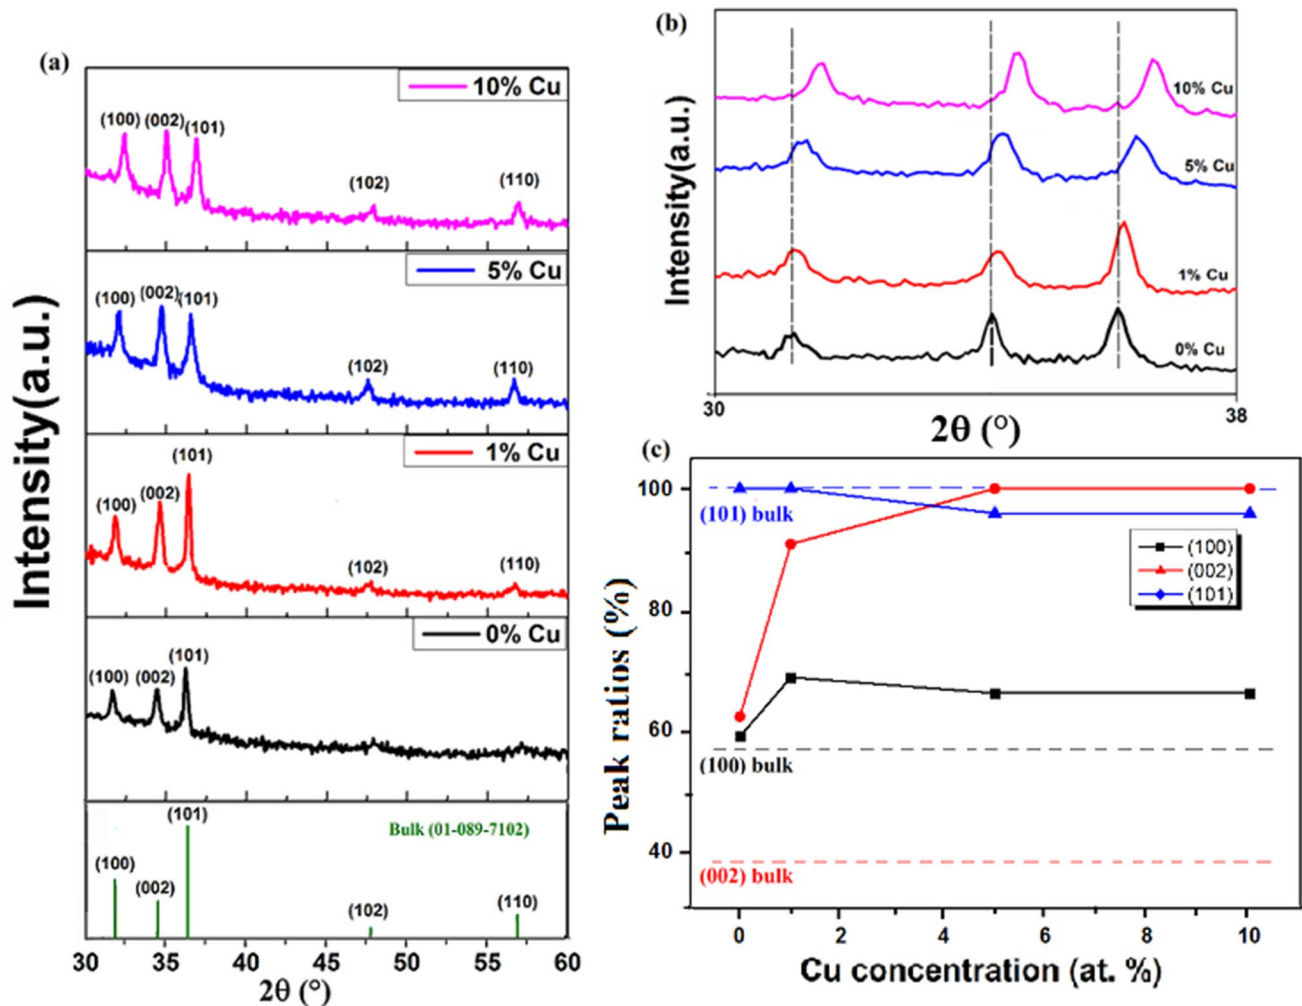 (a)
Intensity(a.u.)
10% Cu
(100) (002) (101)
(102)
(110)
5% Cu
(100) (002) (101)
(102)
(110)
1% Cu
(100) (002) (101)
(102) (110)
0% Cu
(100) (002) (101)
Bulk (01-089-7102)
(100)
(002)
(101)
(102)
(110)
30 35 40 45 50 55 60
2θ (°)
(b)
Intensity(a.u.)
10% Cu
5% Cu
1% Cu
0% Cu
30 38
2θ (°)
(c)
Peak ratios (%)
100
80
60
40
(101) bulk
(100)
(002)
(101)
(100) bulk
(002) bulk
0 2 4 6 8 10
Cu concentration (at. %)